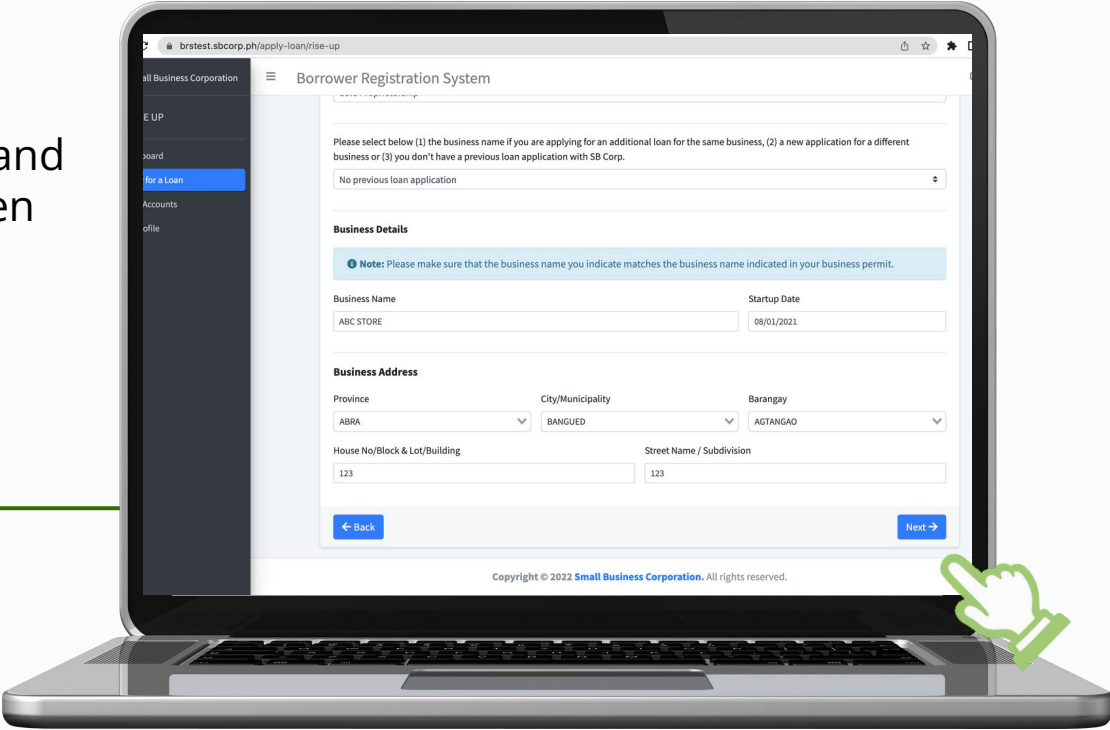 and
en
brstest.sbcorp.ph/apply-loan/rise-up
all Business Corporation
Borrower Registration System
E UP
board
for a Loan
Accounts
ofile
Please select below (1) the business name if you are applying for an additional loan for the same business, (2) a new application for a different
business or (3) you don't have a previous loan application with SB Corp.
No previous loan application
Business Details
Note: Please make sure that the business name you indicate matches the business name indicated in your business permit.
Business Name Startup Date
ABC STORE 08/01/2021
Business Address
Province City/Municipality Barangay
ABRA BANGUED AGTANGAO
House No/Block & Lot/Building Street Name / Subdivision
123 123
← Back Next →
Copyright © 2022 Small Business Corporation. All rights reserved.